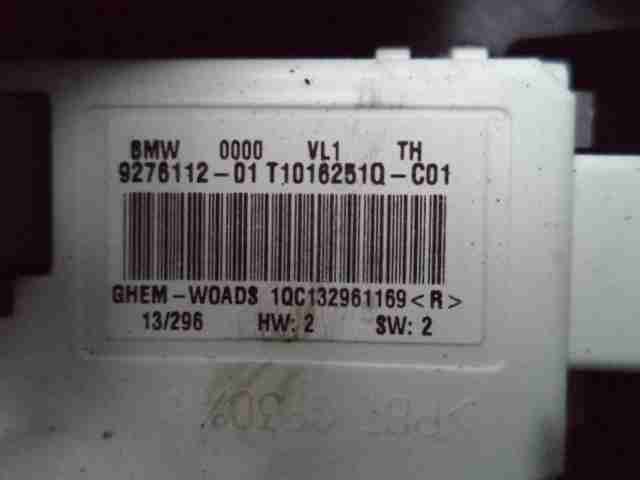 BMW 0000 VL1 TH
9276112-01 T1016251Q-C01
GHEM-WOADS 1QC132961169<R>
13/296 HW: 2 SW: 2